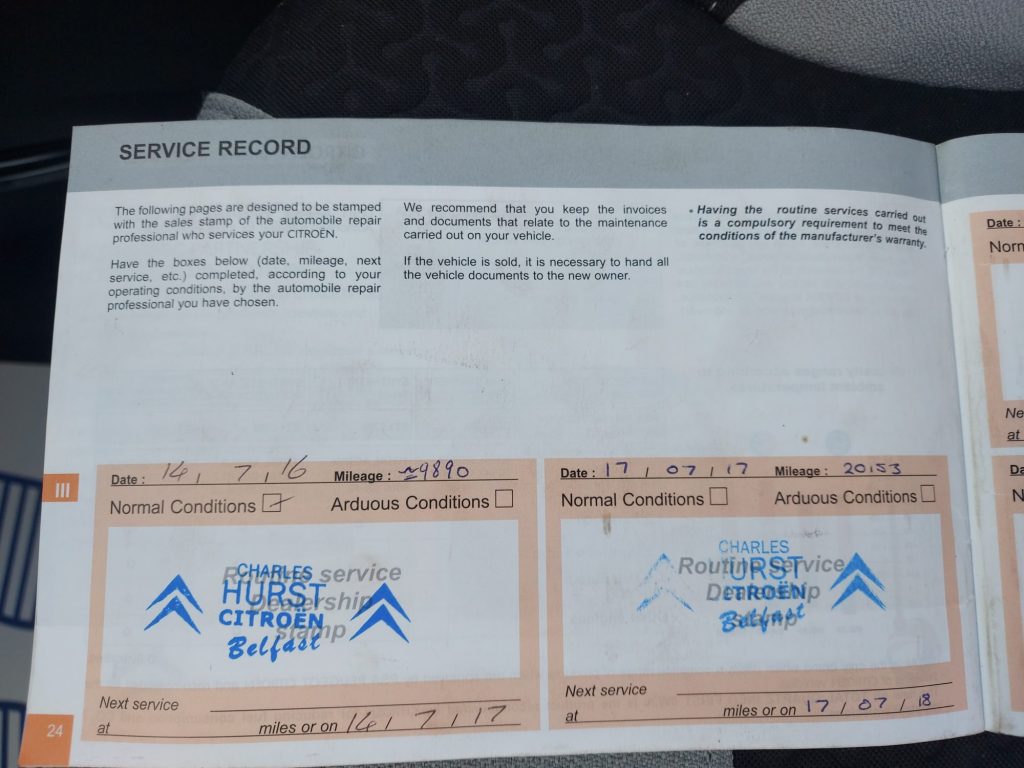 SERVICE RECORD
The following pages are designed to be stamped
with the sales stamp of the automobile repair
professional who services your CITROËN.
Have the boxes below (date, mileage, next
service, etc.) completed, according to your
operating conditions, by the automobile repair
professional you have chosen.
We recommend that you keep the invoices
and documents that relate to the maintenance
carried out on your vehicle.
If the vehicle is sold, it is necessary to hand all
the vehicle documents to the new owner.
• Having the routine services carried out
is a compulsory requirement to meet the
conditions of the manufacturer's warranty.
III
Date : 14 / 7 / 16 Mileage : ~9890
Normal Conditions Arduous Conditions
Routine service
Dealership
stamp
CHARLES
HURST
CITROËN
Belfast
Next service
at miles or on 14 / 7 / 17
Date : 17 / 07 / 17 Mileage : 20153
Normal Conditions Arduous Conditions
Routine service
Dealership
stamp
CHARLES
URST
CITROËN
Belfast
Next service
at miles or on 17 / 07 / 18
24
Date :
Norm
Ne
at
Da
N